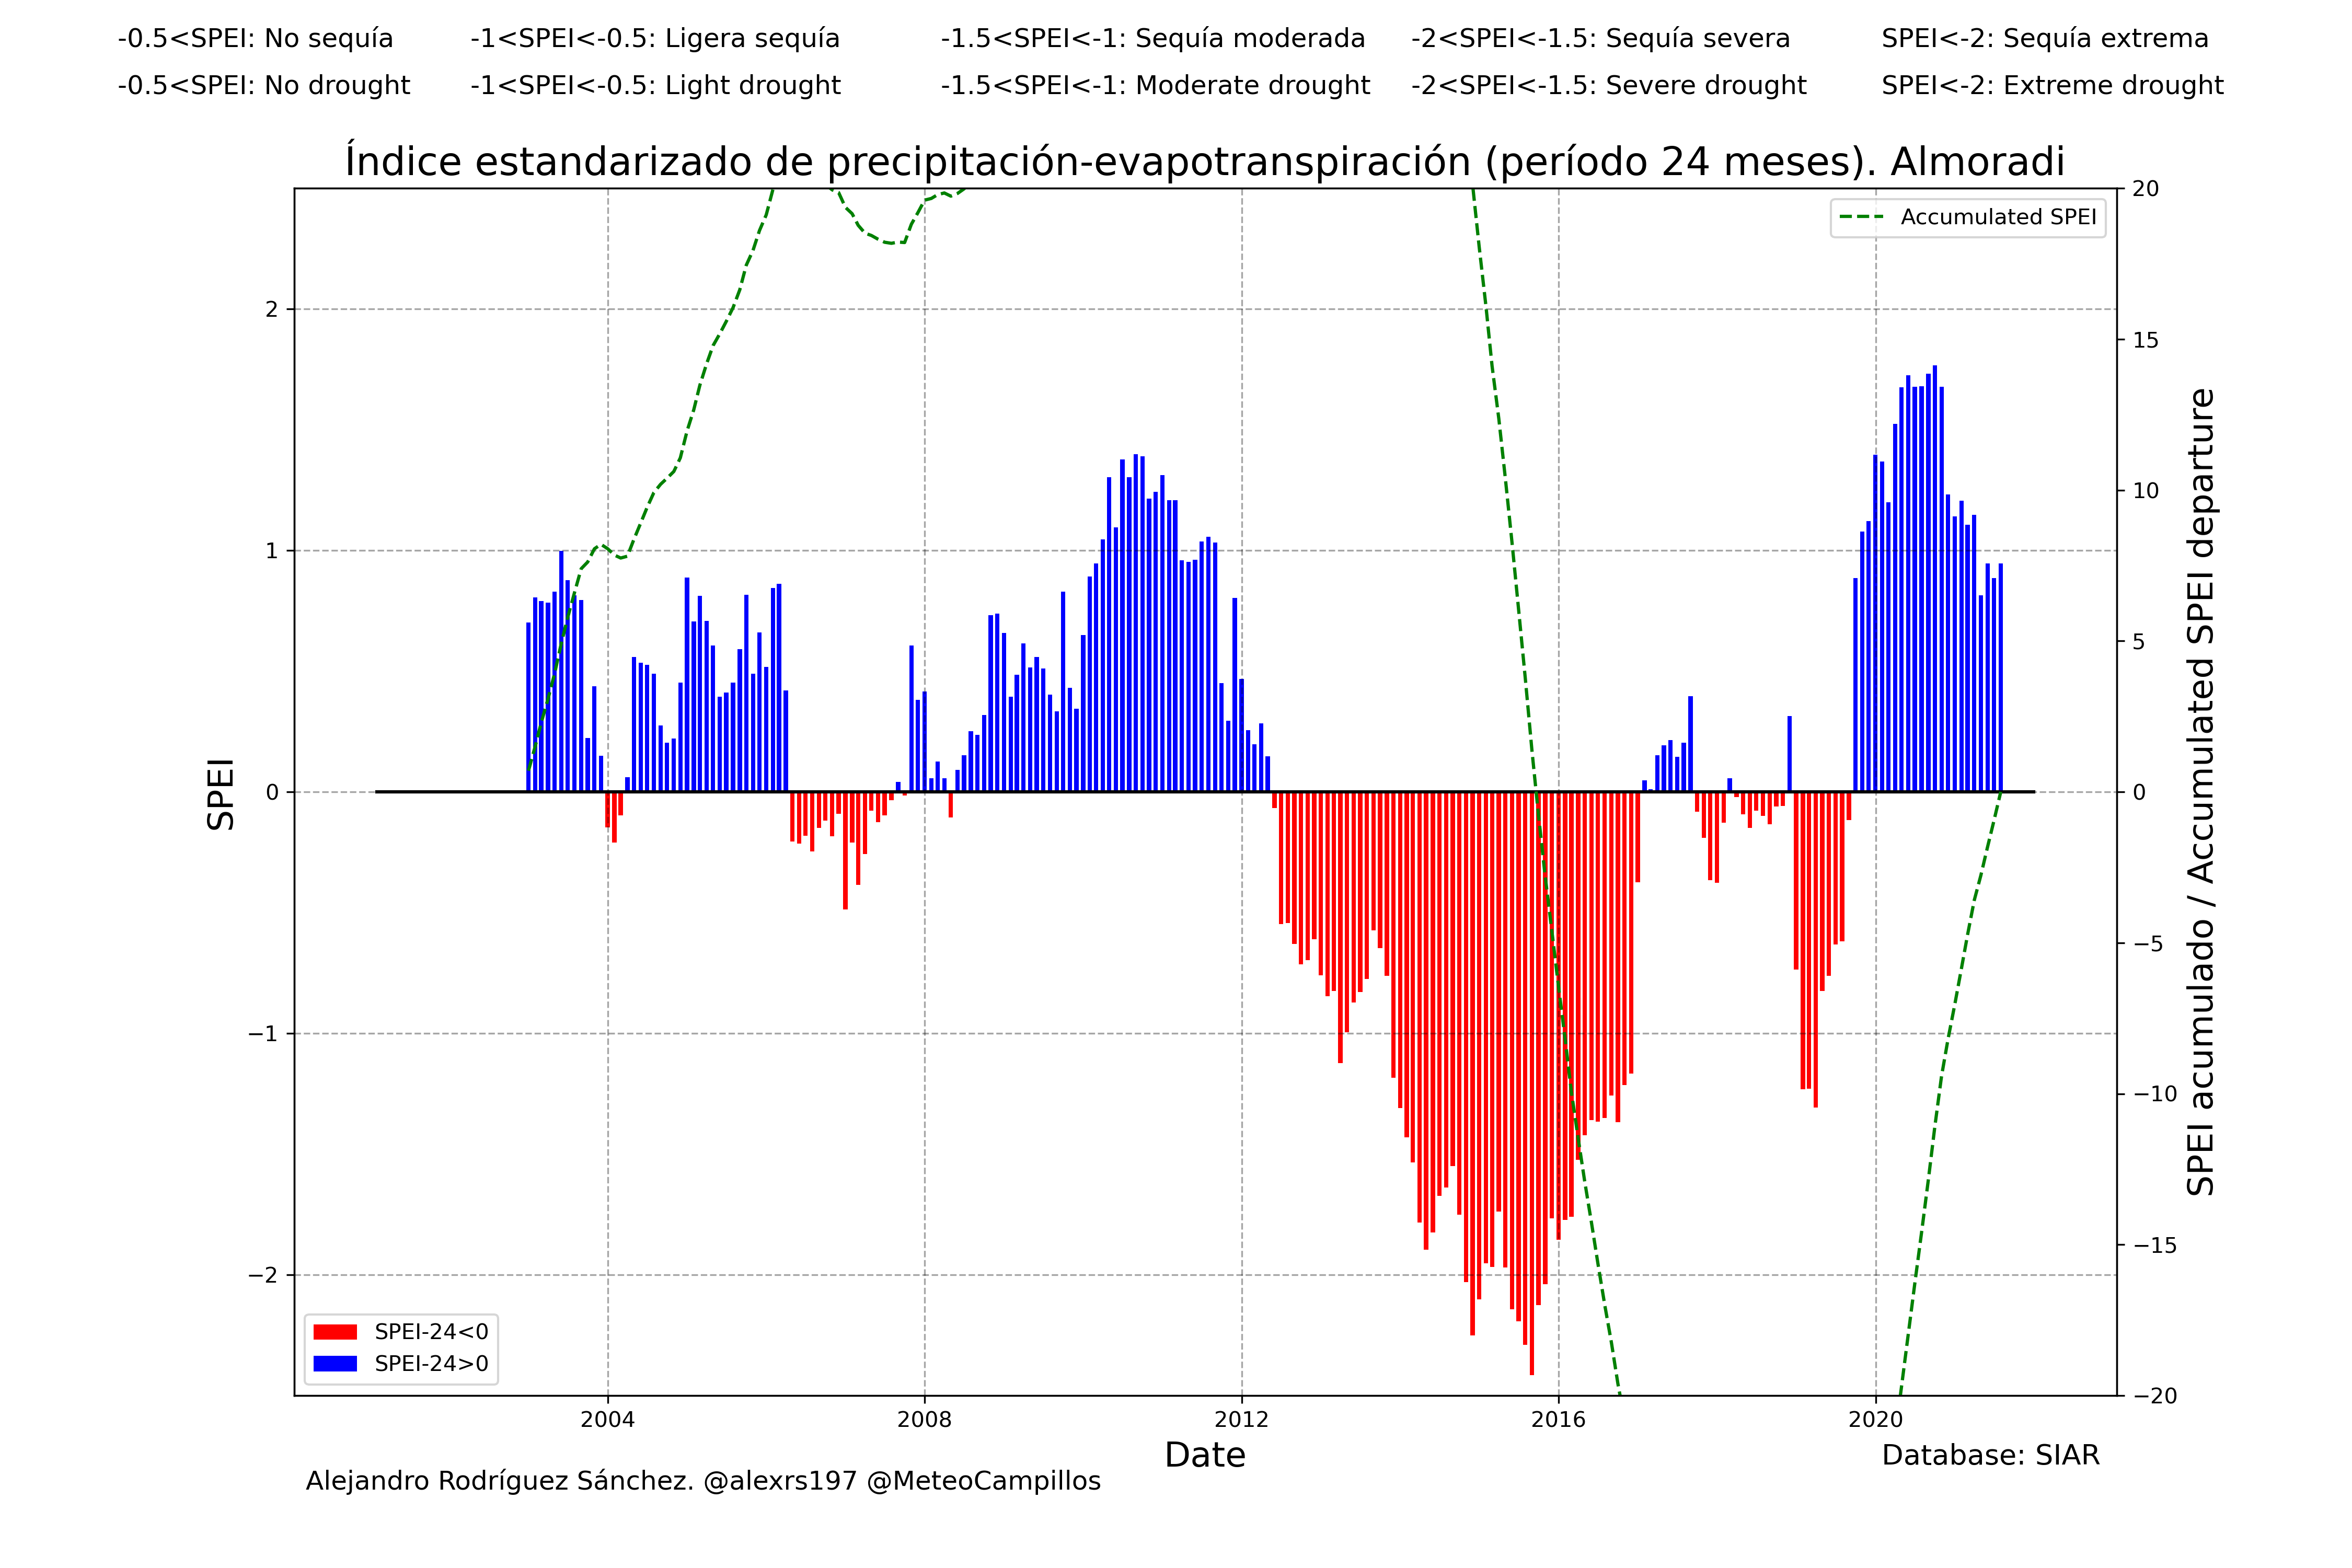 -0.5<SPEI: No sequía -1<SPEI<-0.5: Ligera sequía -1.5<SPEI<-1: Sequía moderada -2<SPEI<-1.5: Sequía severa SPEI<-2: Sequía extrema
-0.5<SPEI: No drought -1<SPEI<-0.5: Light drought -1.5<SPEI<-1: Moderate drought -2<SPEI<-1.5: Severe drought SPEI<-2: Extreme drought
Índice estandarizado de precipitación-evapotranspiración (período 24 meses). Almoradi
Accumulated SPEI
2
1
0
−1
−2
SPEI
20
15
10
5
0
−5
−10
−15
−20
SPEI acumulado / Accumulated SPEI departure
SPEI-24<0
SPEI-24>0
2004 2008 2012 2016 2020
Date
Database: SIAR
Alejandro Rodríguez Sánchez. @alexrs197 @MeteoCampillos